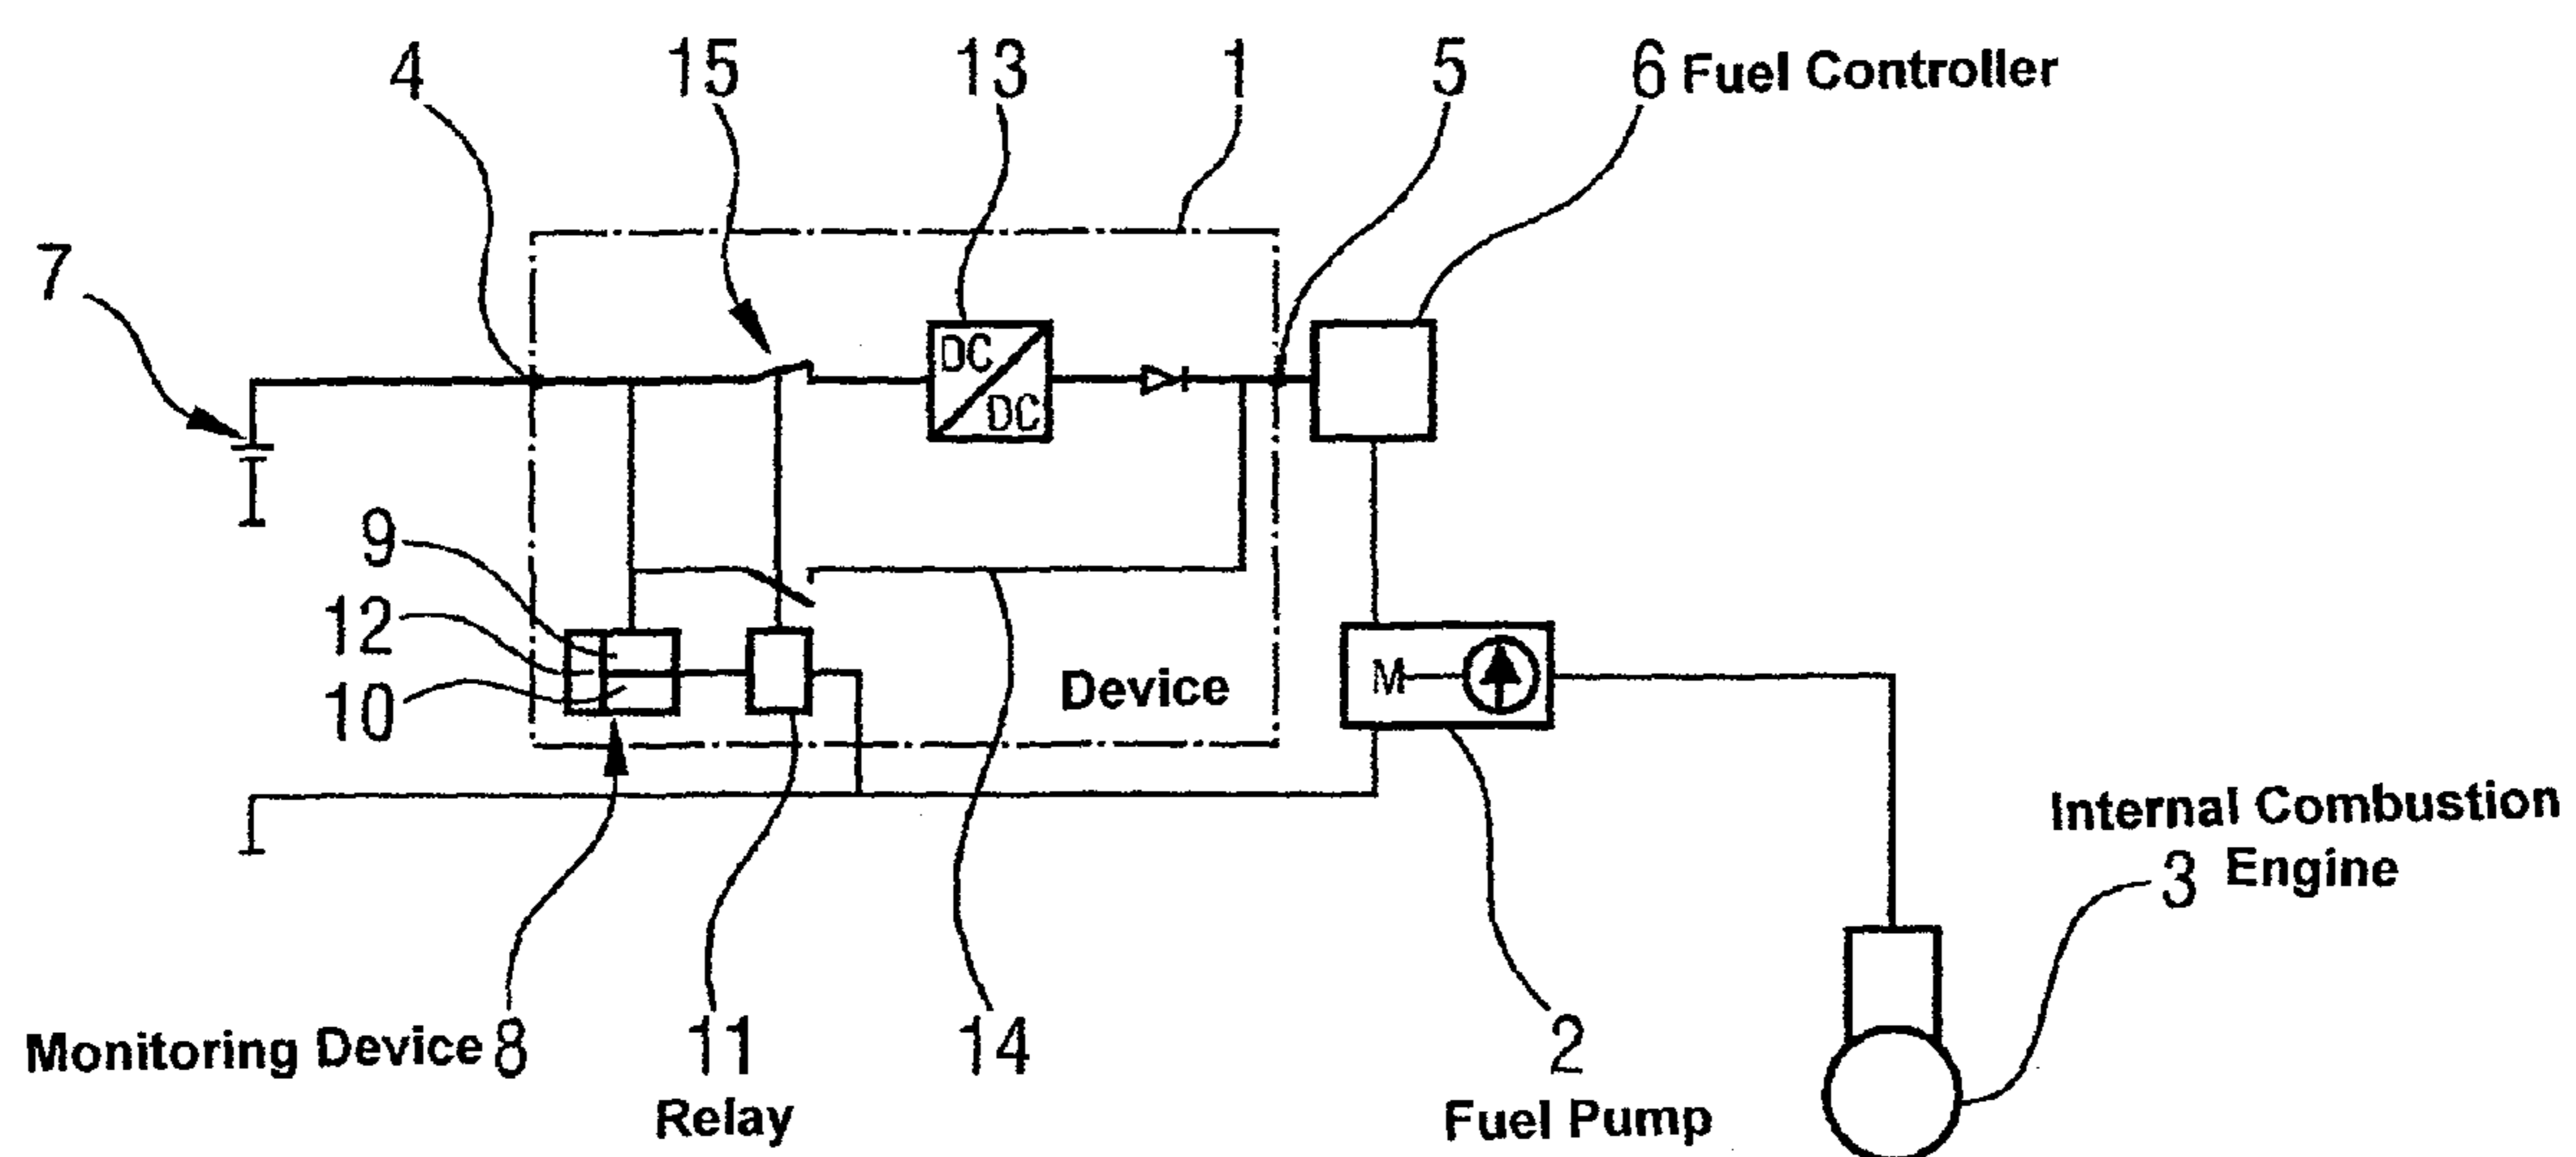 4 15 13 1 5 6 Fuel Controller
7
DC
DC
9
12
10
Device
M
Internal Combustion
3 Engine
Monitoring Device 8 11 14 2
Relay Fuel Pump